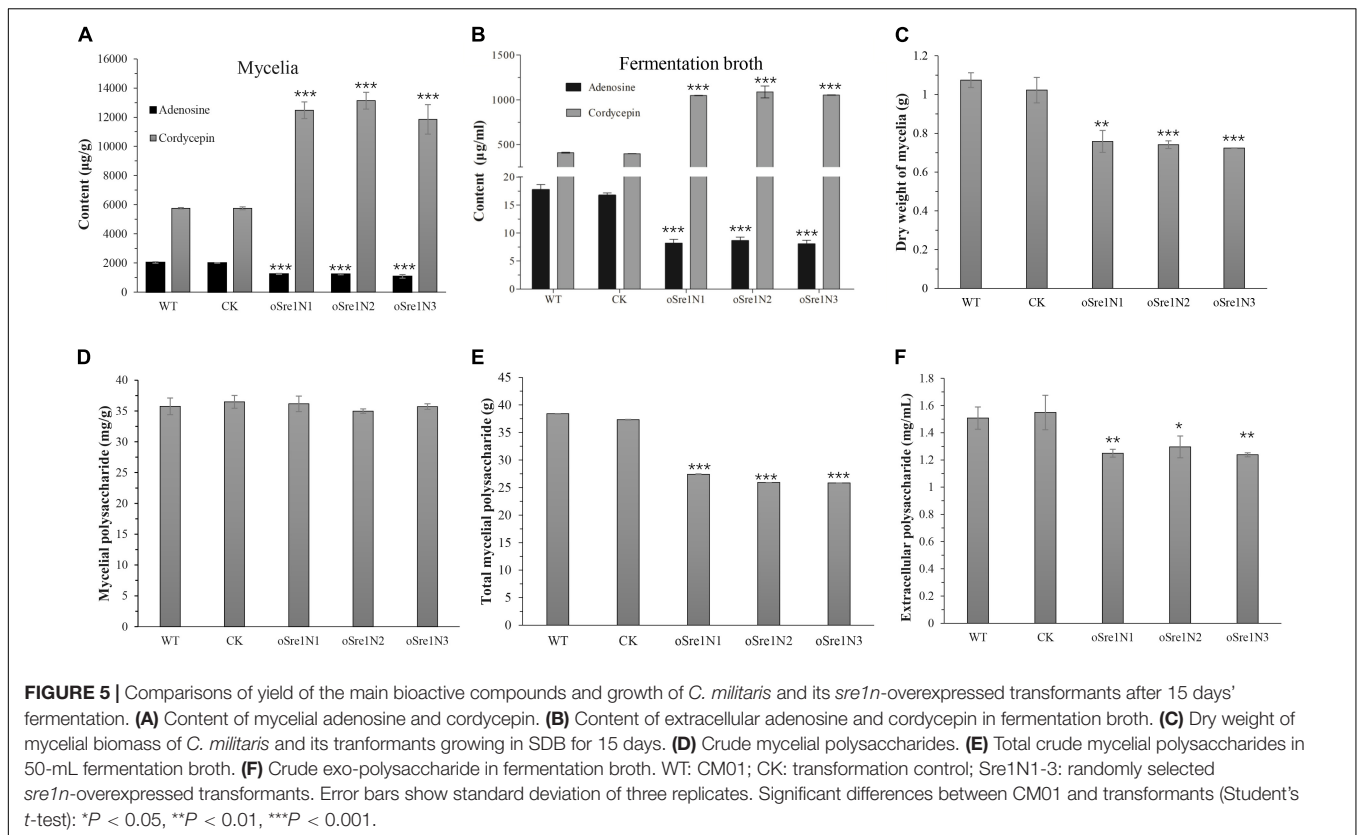 A
Mycelia
16000
14000
12000
10000
8000
6000
4000
2000
0
Content (µg/g)
Adenosine
Cordycepin
***
***
***
***
***
***
WT
CK
oSre1N1
oSre1N2
oSre1N3
B
Fermentation broth
1500
1000
500
20
15
10
5
0
Content (µg/ml)
Adenosine
Cordycepin
***
***
***
***
***
***
WT
CK
oSre1N1
oSre1N2
oSre1N3
C
1.2
1
0.8
0.6
0.4
0.2
0
Dry weight of mycelia (g)
**
***
***
WT
CK
oSre1N1
oSre1N2
oSre1N3
D
40
35
30
25
20
15
10
5
0
Mycelial polysaccharide (mg/g)
WT
CK
oSre1N1
oSre1N2
oSre1N3
E
45
40
35
30
25
20
15
10
5
0
Total mycelial polysaccharide (g)
***
***
***
WT
CK
oSre1N1
oSre1N2
oSre1N3
F
1.8
1.6
1.4
1.2
1
0.8
0.6
0.4
0.2
0
Extracellular polysaccharide (mg/mL)
**
*
**
WT
CK
oSre1N1
oSre1N2
oSre1N3
FIGURE 5 | Comparisons of yield of the main bioactive compounds and growth of C. militaris and its sre1n-overexpressed transformants after 15 days'
fermentation. (A) Content of mycelial adenosine and cordycepin. (B) Content of extracellular adenosine and cordycepin in fermentation broth. (C) Dry weight of
mycelial biomass of C. militaris and its tranformants growing in SDB for 15 days. (D) Crude mycelial polysaccharides. (E) Total crude mycelial polysaccharides in
50-mL fermentation broth. (F) Crude exo-polysaccharide in fermentation broth. WT: CM01; CK: transformation control; Sre1N1-3: randomly selected
sre1n-overexpressed transformants. Error bars show standard deviation of three replicates. Significant differences between CM01 and transformants (Student's
t-test): *P < 0.05, **P < 0.01, ***P < 0.001.